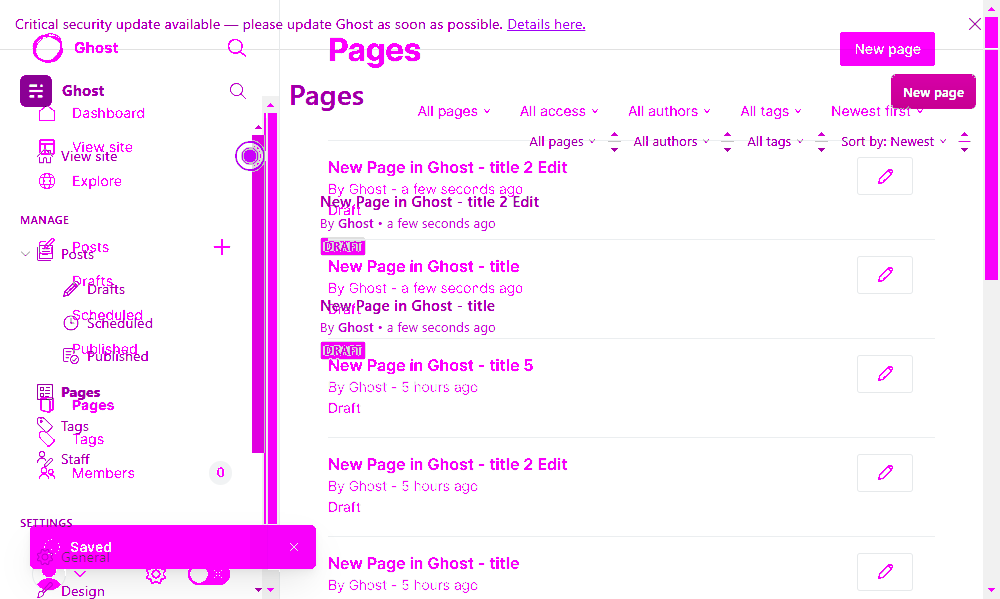 Critical security update available — please update Ghost as soon as possible. Details here.
Ghost
Pages
New page
Ghost
Pages
New page
Dashboard
All pages
All access
All authors
All tags
Newest first
View site
View site
All pages
All authors
All tags
Sort by: Newest
Explore
New Page in Ghost - title 2 Edit
By Ghost - a few seconds ago
Draft
New Page in Ghost - title 2 Edit
By Ghost • a few seconds ago
DRAFT
MANAGE
Posts
Posts
Drafts
Drafts
Scheduled
Scheduled
Published
Published
New Page in Ghost - title
By Ghost - a few seconds ago
Draft
New Page in Ghost - title
By Ghost • a few seconds ago
DRAFT
New Page in Ghost - title 5
By Ghost - 5 hours ago
Draft
Pages
Pages
Tags
Tags
Staff
Members
0
New Page in Ghost - title 2 Edit
By Ghost - 5 hours ago
Draft
SETTINGS
Saved
General
Design
New Page in Ghost - title
By Ghost - 5 hours ago